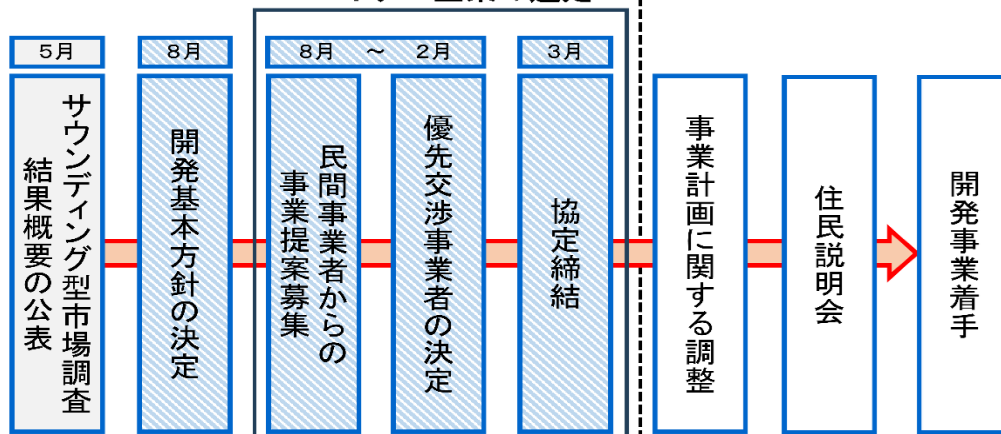 5月
サウンディング型市場調査
結果概要の公表
8月
開発基本方針の決定
8月 ~ 2月
民間事業者からの
事業提案募集
優先交渉事業者の決定
3月
協定締結
事業計画に関する調整
住民説明会
開発事業着手